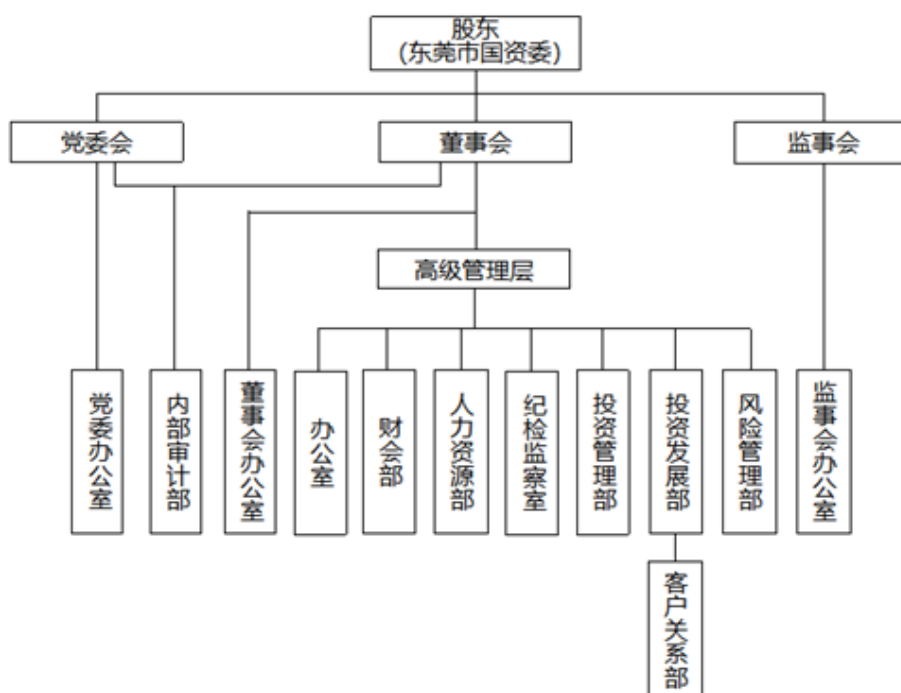 股东
（东莞市国资委）
党委会
董事会
监事会
高级管理层
党委办公室
内部审计部
董事会办公室
办公室
财会部
人力资源部
纪检监察室
投资管理部
投资发展部
风险管理部
监事会办公室
客户关系部